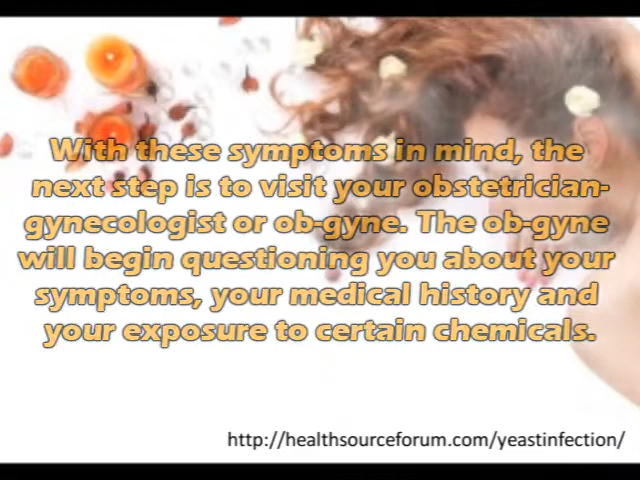 With these symptoms in mind, the
next step is to visit your obstetrician-
gynecologist or ob-gyne. The ob-gyne
will begin questioning you about your
symptoms, your medical history and
your exposure to certain chemicals.
http://healthsourceforum.com/yeastinfection/